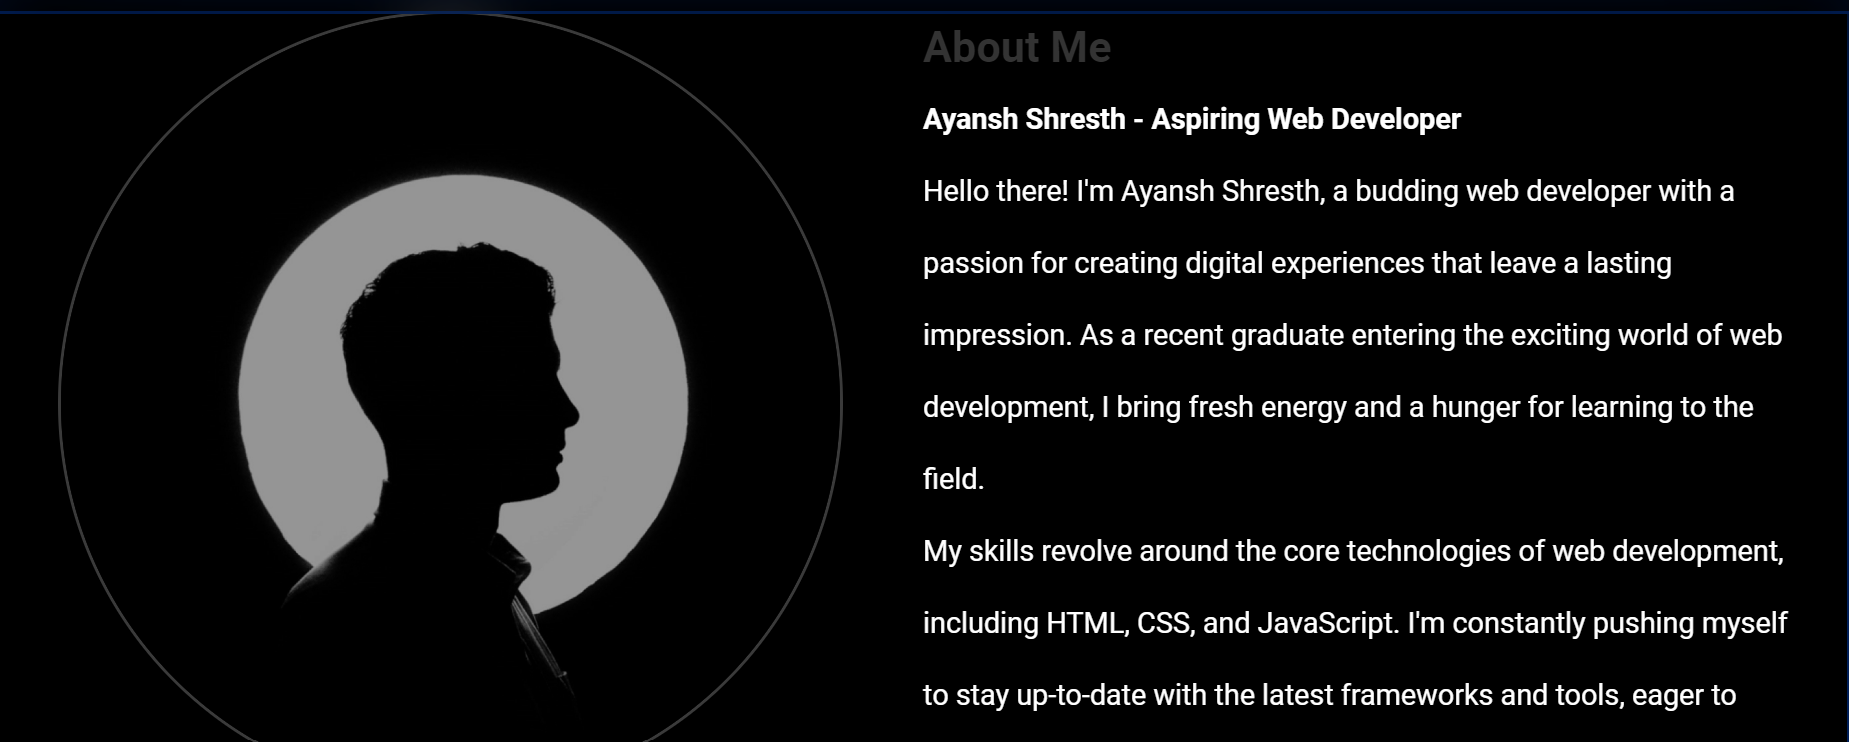 About Me
Ayansh Shresth - Aspiring Web Developer
Hello there! I'm Ayansh Shresth, a budding web developer with a
passion for creating digital experiences that leave a lasting
impression. As a recent graduate entering the exciting world of web
development, I bring fresh energy and a hunger for learning to the
field.
My skills revolve around the core technologies of web development,
including HTML, CSS, and JavaScript. I'm constantly pushing myself
to stay up-to-date with the latest frameworks and tools, eager to